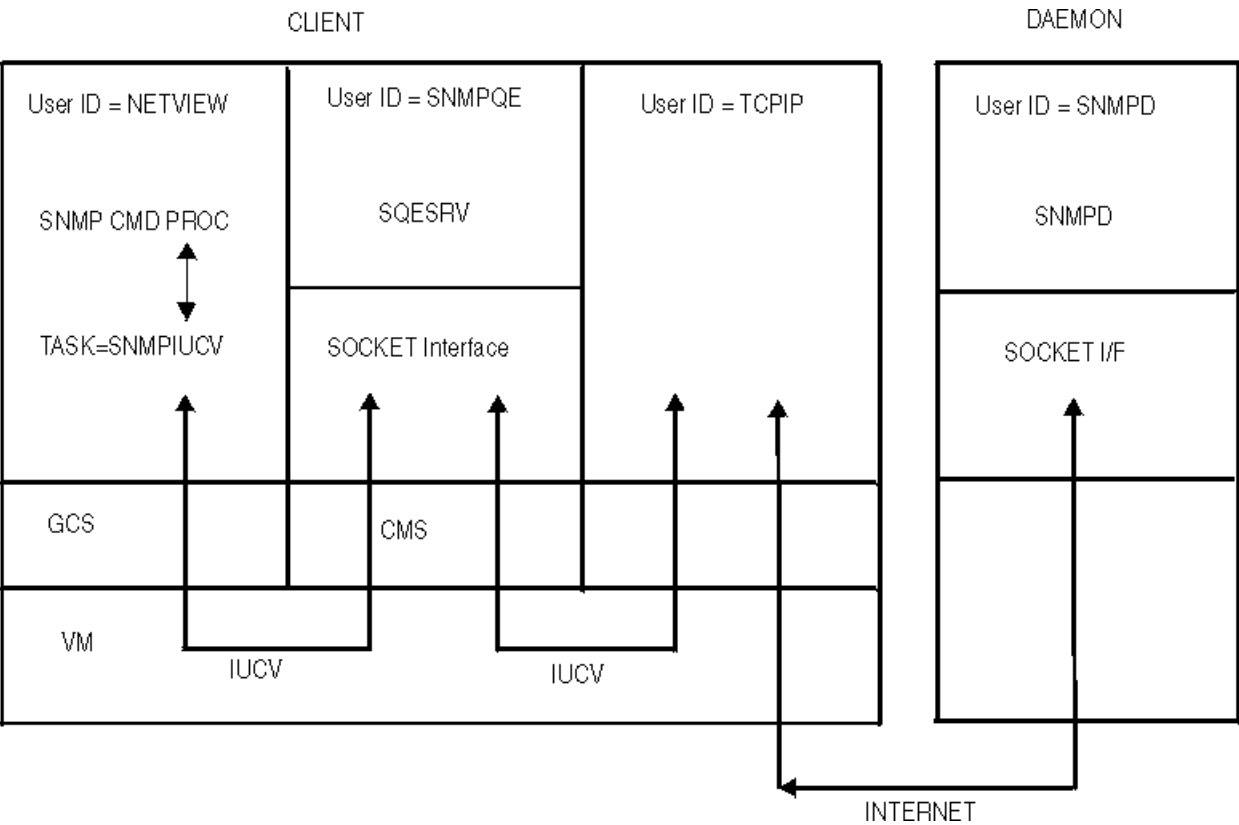 CLIENT
DAEMON
User ID = NETVIEW
User ID = SNMPQE
User ID = TCPIP
User ID = SNMPD
SNMP CMD PROC
SQESRV
SNMPD
TASK=SNMPIUCV
SOCKET Interface
SOCKET I/F
GCS
CMS
VM
IUCV
IUCV
INTERNET